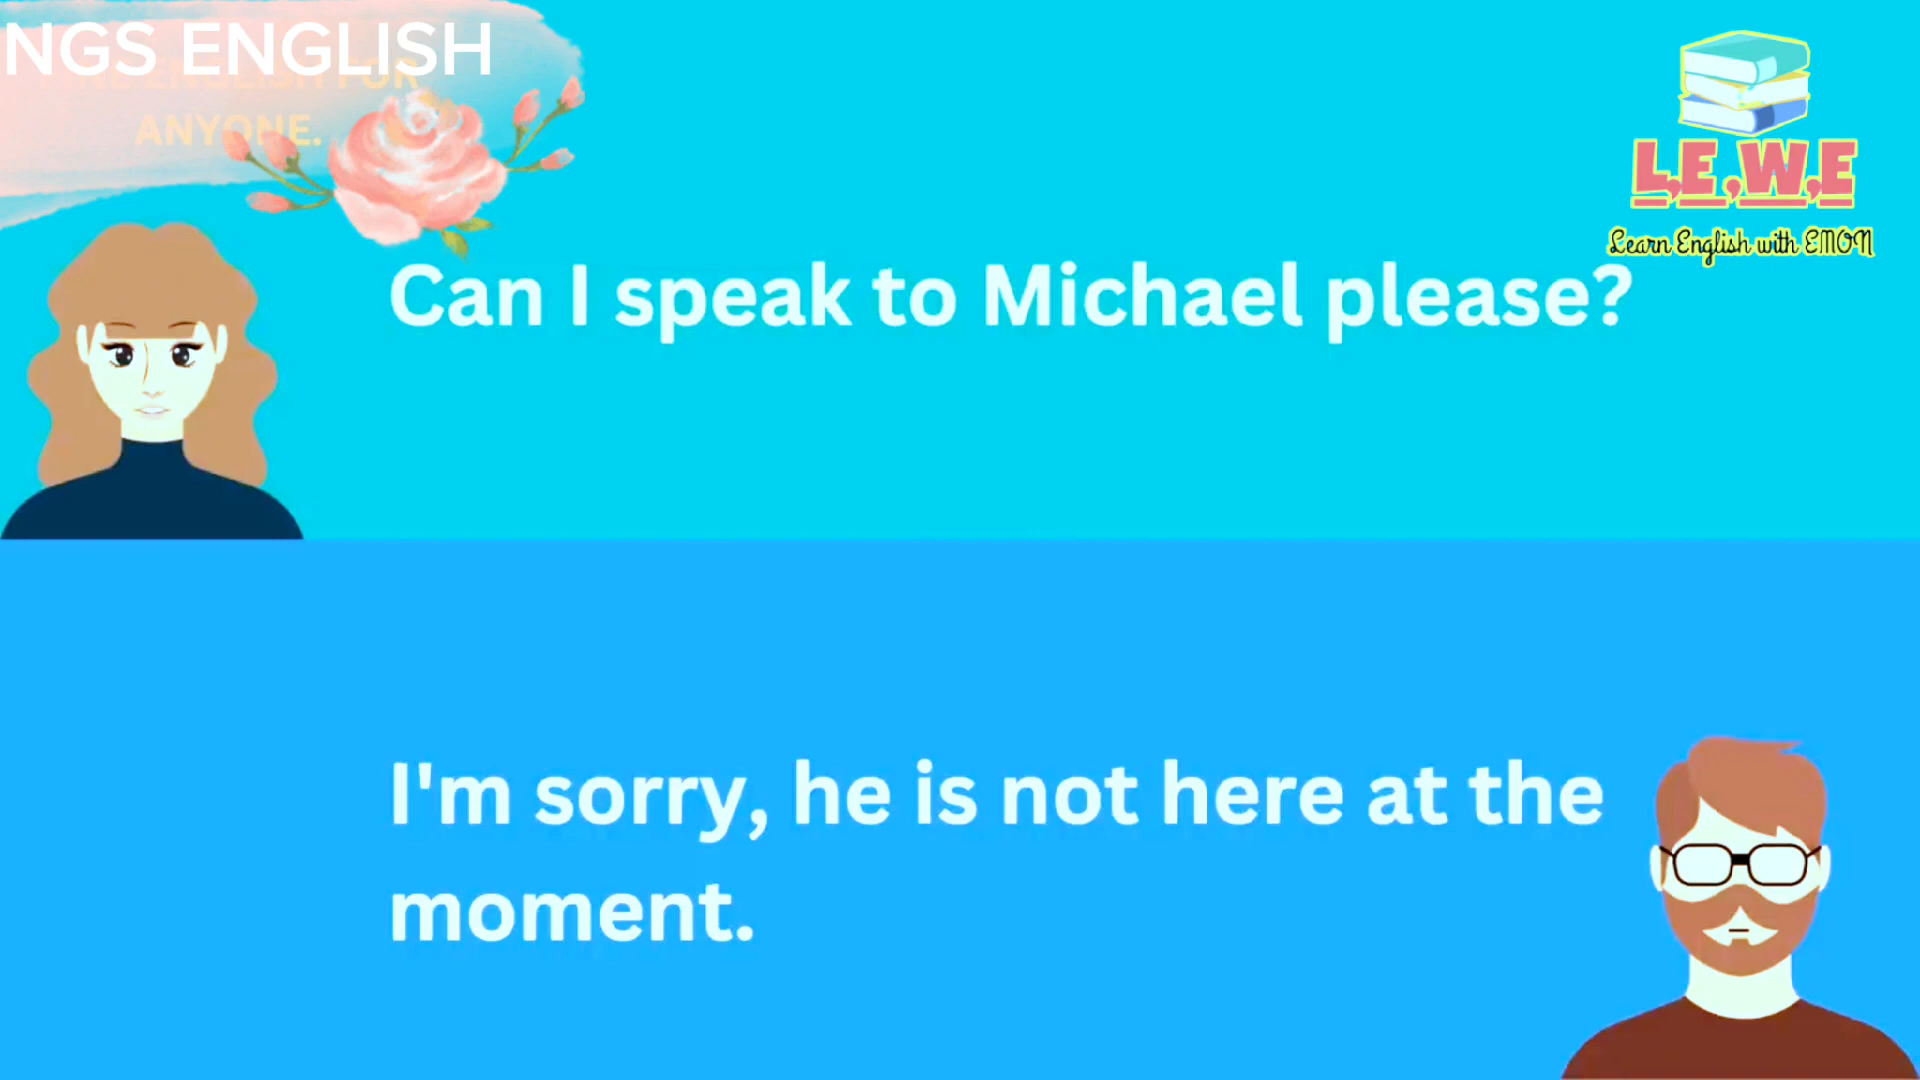 NGS ENGLISH
FOR
ANYONE.
L,E,W,E
Learn English with EMON
Can I speak to Michael please?
I'm sorry, he is not here at the
moment.